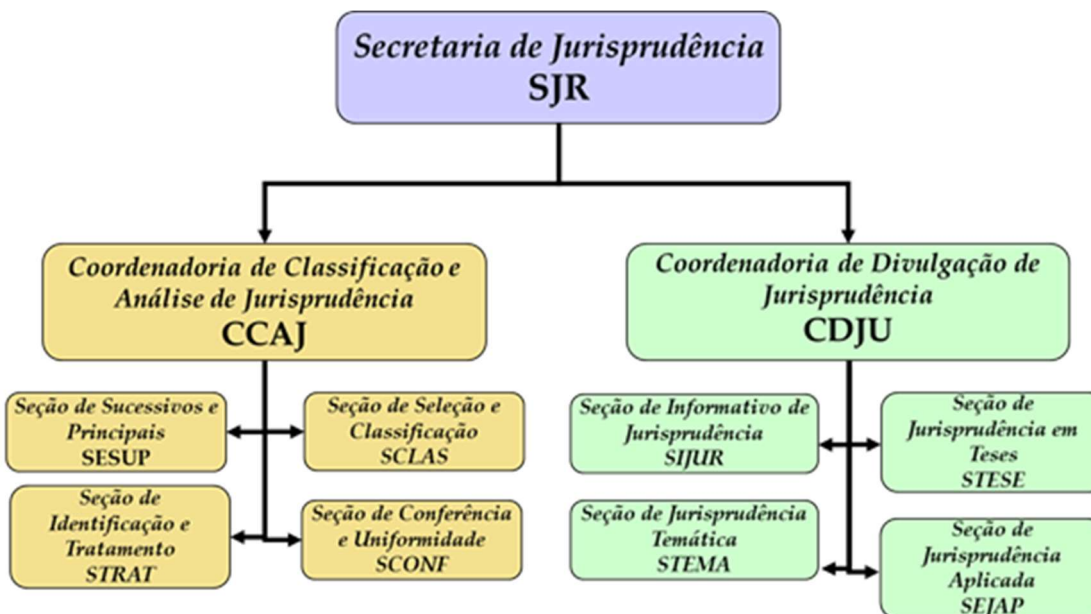 Secretaria de Jurisprudência
SJR
Coordenadoria de Classificação e
Análise de Jurisprudência
CCAJ
Coordenadoria de Divulgação de
Jurisprudência
CDJU
Seção de Sucessivos e
Principais
SESUP
Seção de Seleção e
Classificação
SCLAS
Seção de
Identificação e
Tratamento
STRAT
Seção de Conferência
e Uniformidade
SCONF
Seção de Informativo de
Jurisprudência
SIJUR
Seção de
Jurisprudência em
Teses
STESE
Seção de Jurisprudência
Temática
STEMA
Seção de
Jurisprudência
Aplicada
SEJAP